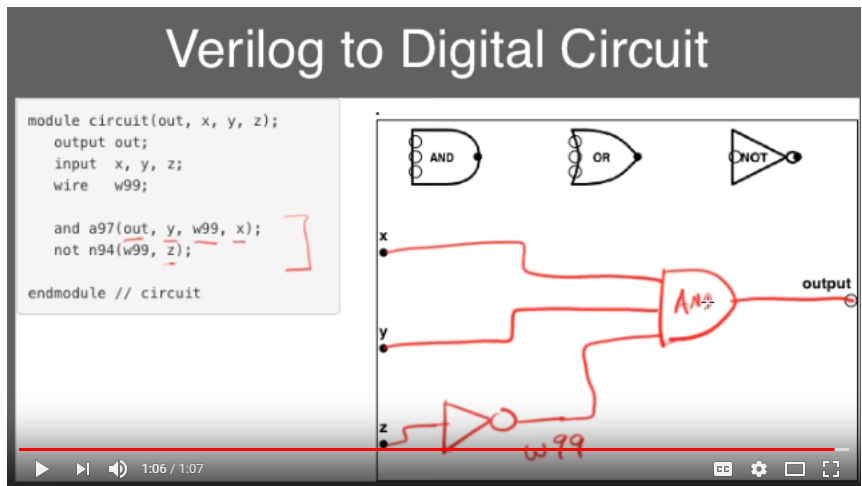 Verilog to Digital Circuit
module circuit(out, x, y, z);
output out;
input x, y, z;
wire w99;
and a97(out, y, w99, x);
not n94(w99, z);
endmodule // circuit
AND
OR
NOT
x
y
z
AND
output
w99
1:06 / 1:07
CC